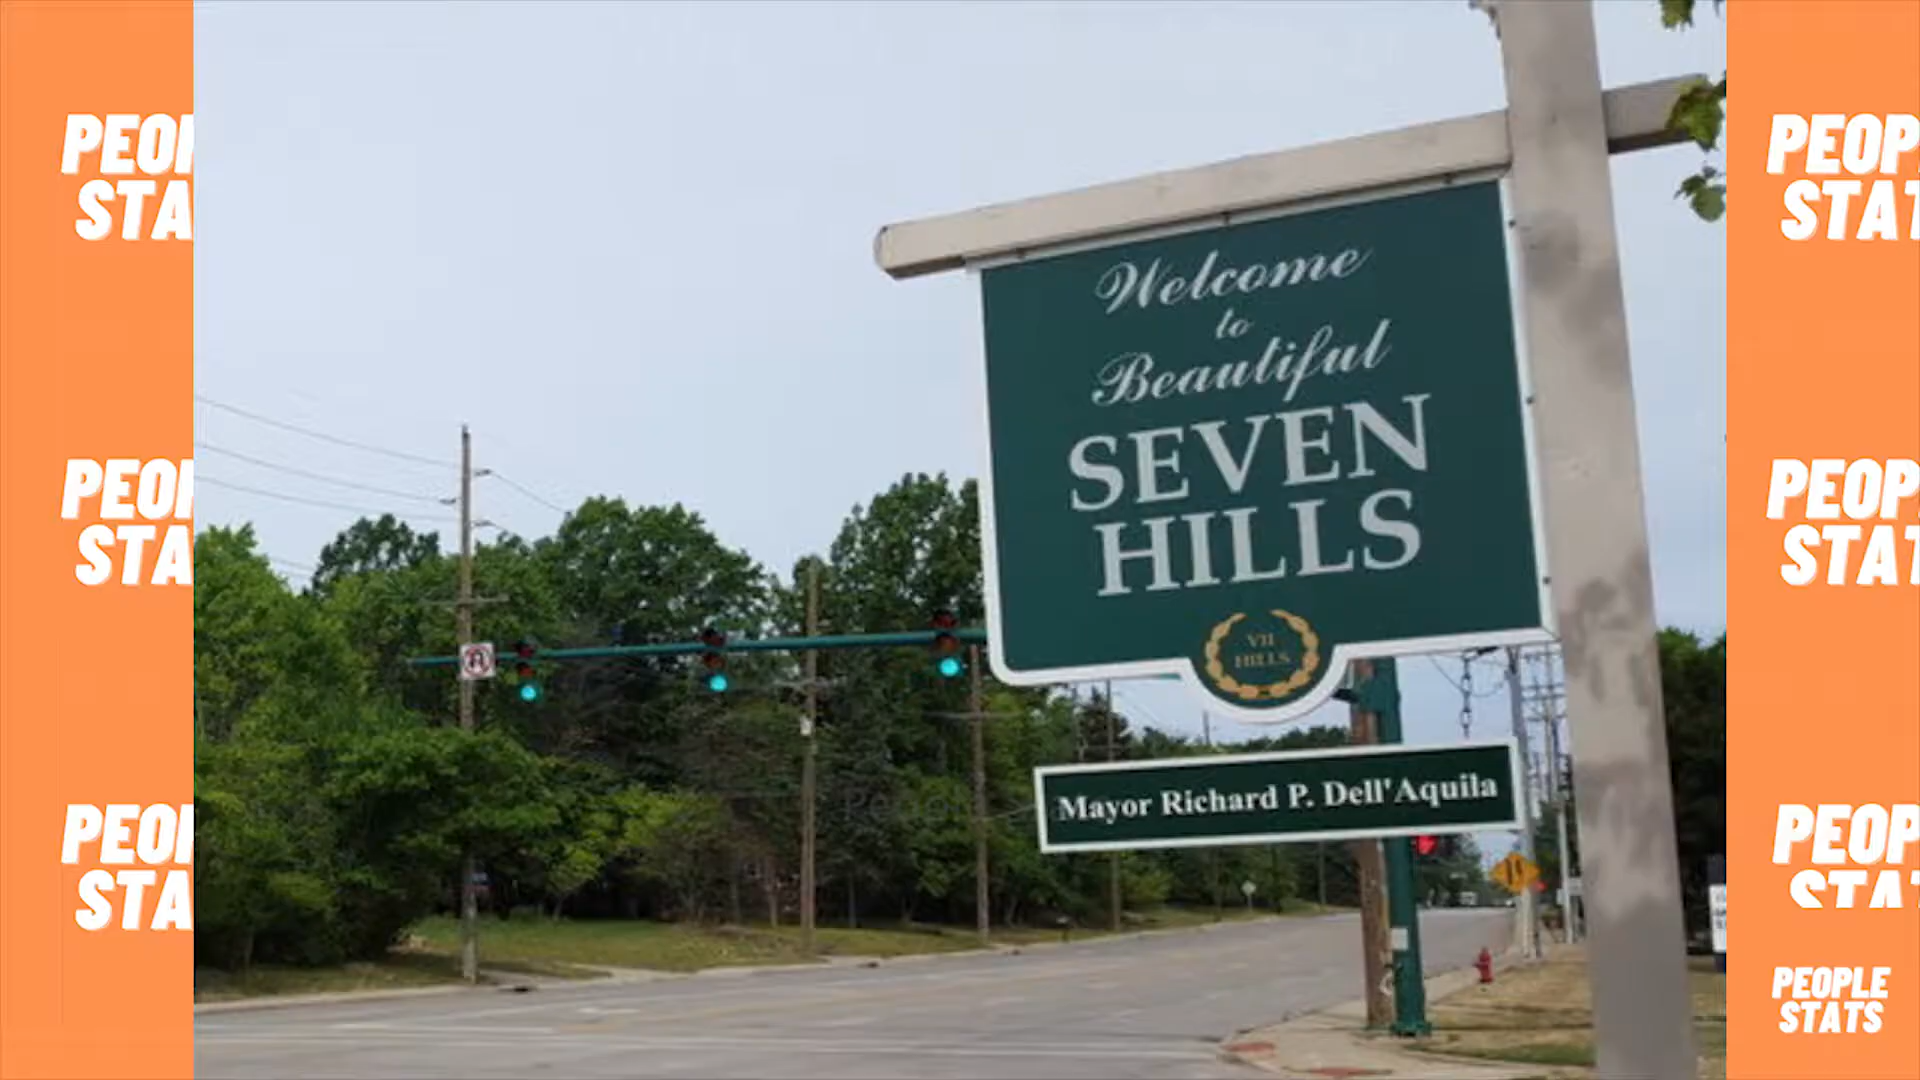 Welcome
to
Beautiful
SEVEN
HILLS
VII
HILLS
Mayor Richard P. Dell'Aquila
PEOPLE
STATS